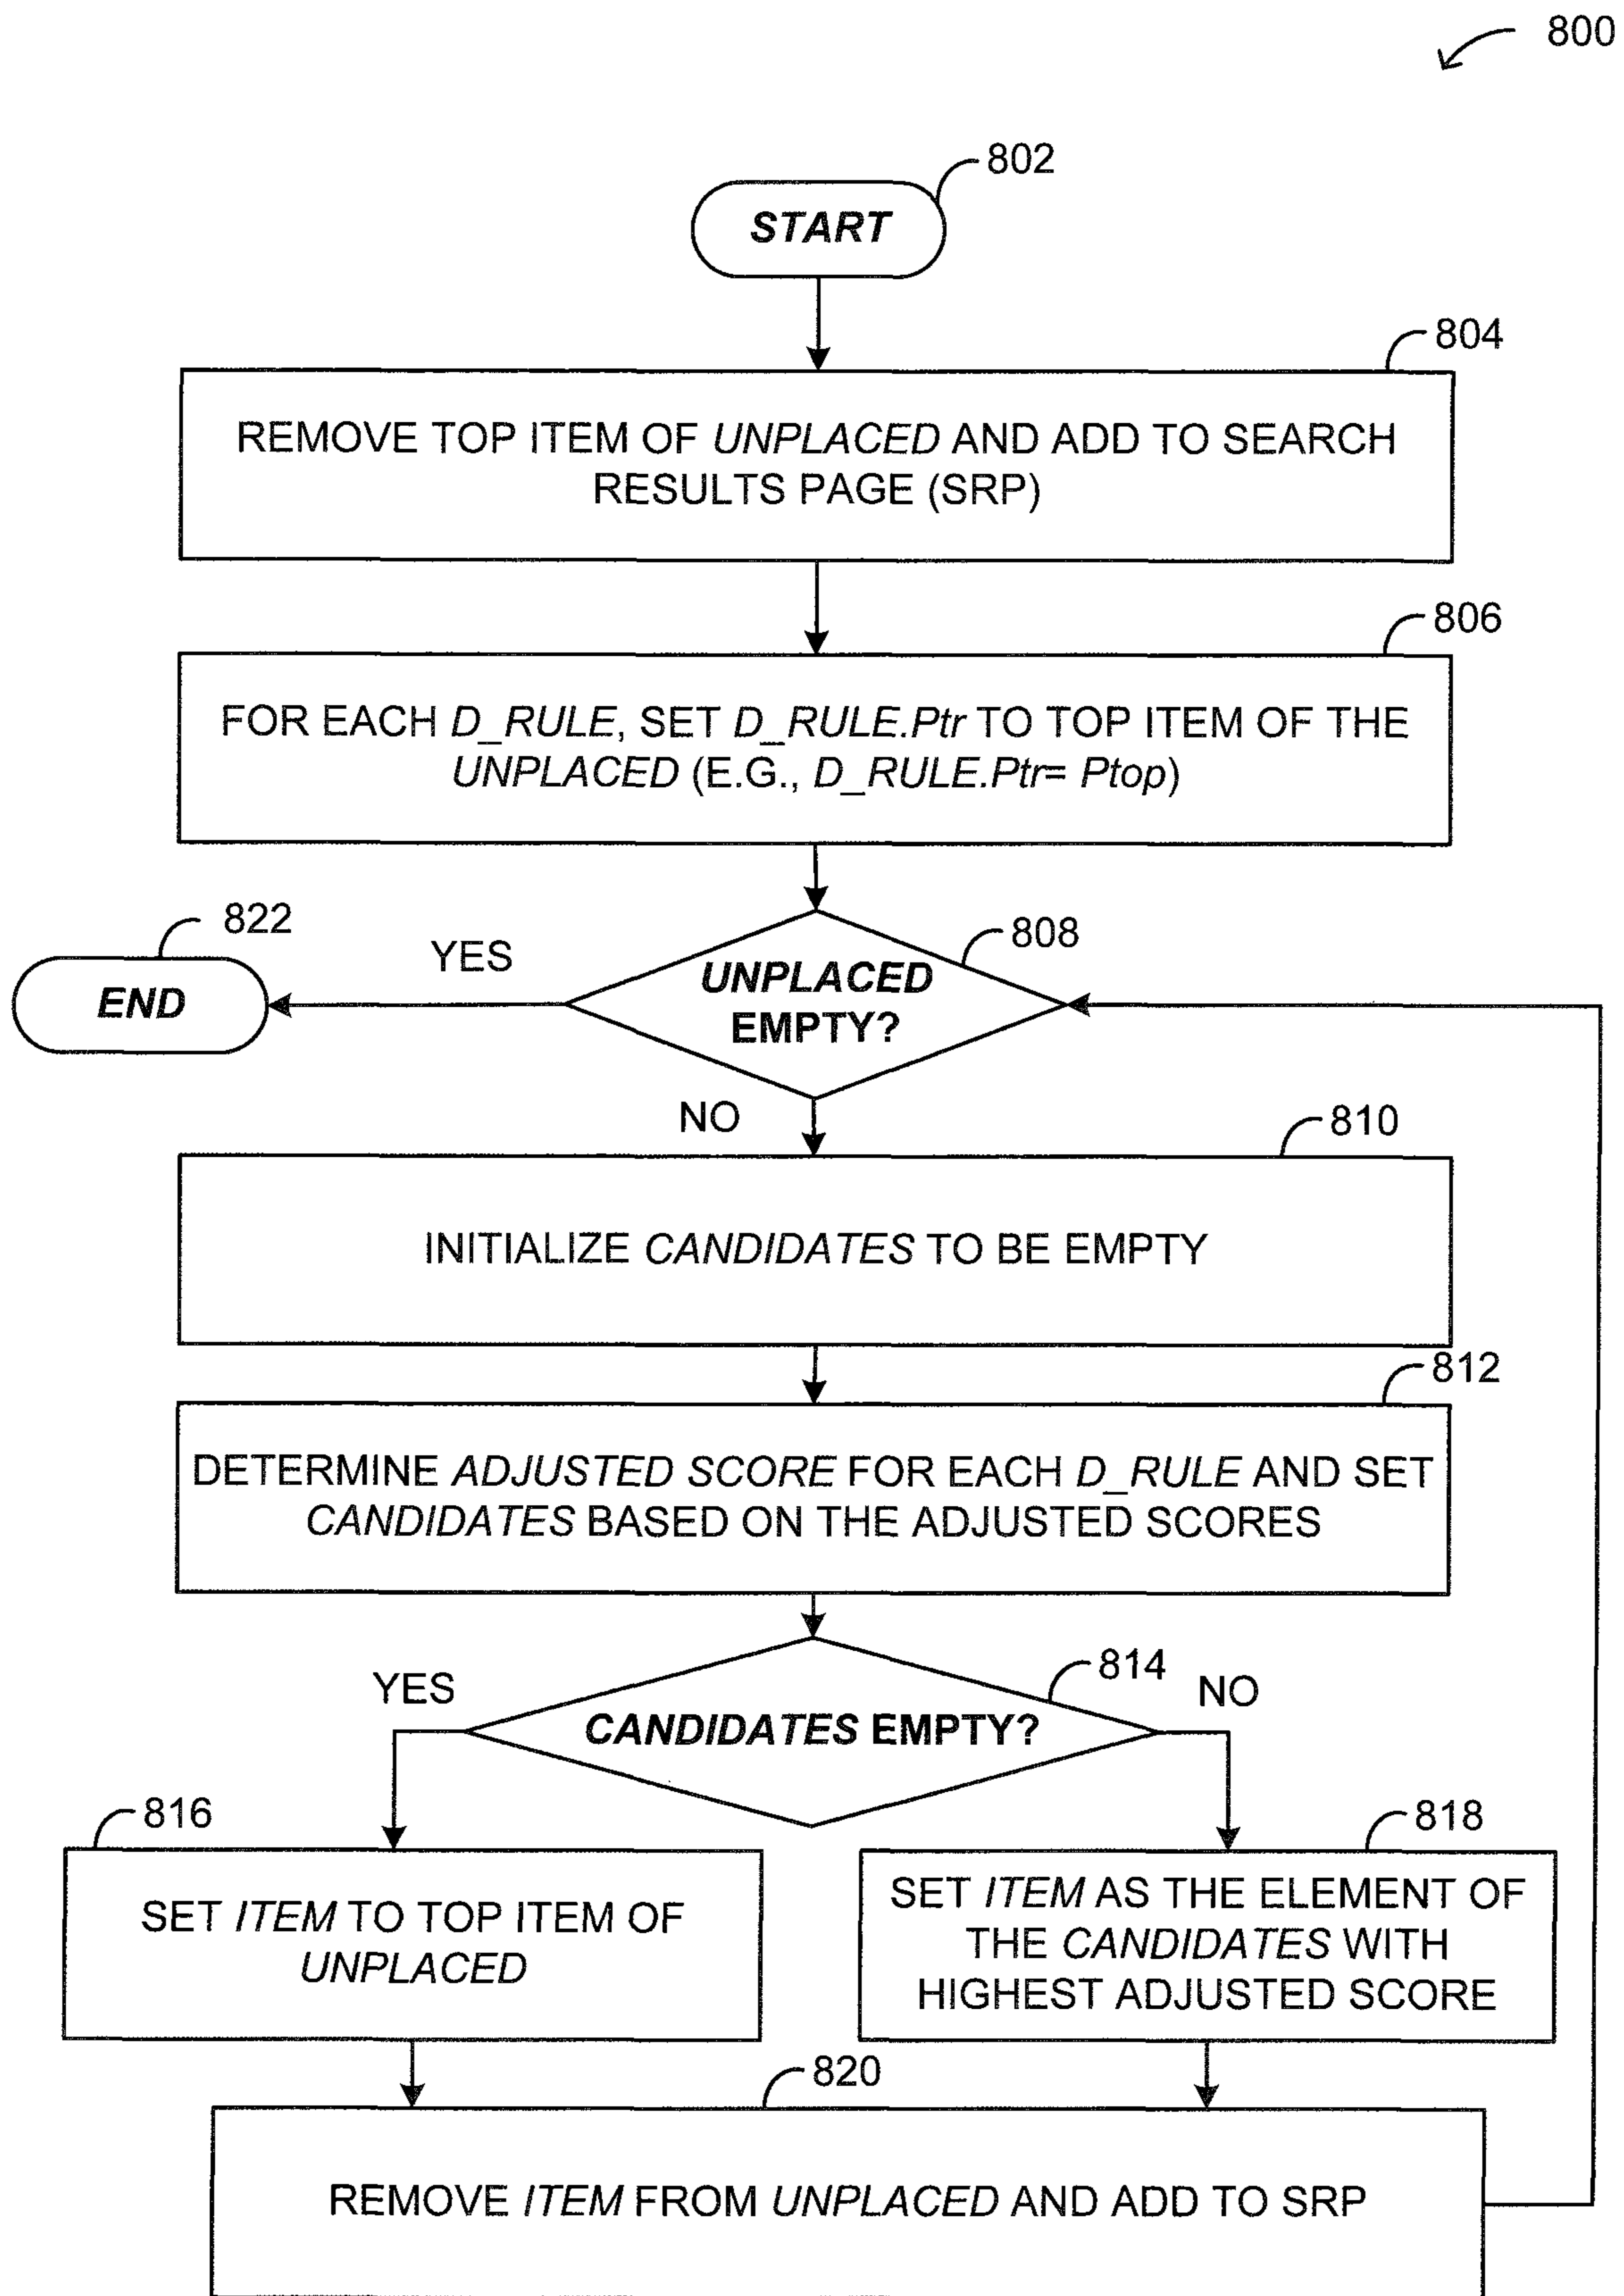 800
802
START
804
REMOVE TOP ITEM OF UNPLACED AND ADD TO SEARCH
RESULTS PAGE (SRP)
806
FOR EACH D_RULE, SET D_RULE.Ptr TO TOP ITEM OF THE
UNPLACED (E.G., D_RULE.Ptr= Ptop)
822
YES
808
END
UNPLACED
EMPTY?
NO
810
INITIALIZE CANDIDATES TO BE EMPTY
812
DETERMINE ADJUSTED SCORE FOR EACH D_RULE AND SET
CANDIDATES BASED ON THE ADJUSTED SCORES
814
YES
NO
CANDIDATES EMPTY?
816
818
SET ITEM TO TOP ITEM OF
UNPLACED
SET ITEM AS THE ELEMENT OF
THE CANDIDATES WITH
HIGHEST ADJUSTED SCORE
820
REMOVE ITEM FROM UNPLACED AND ADD TO SRP